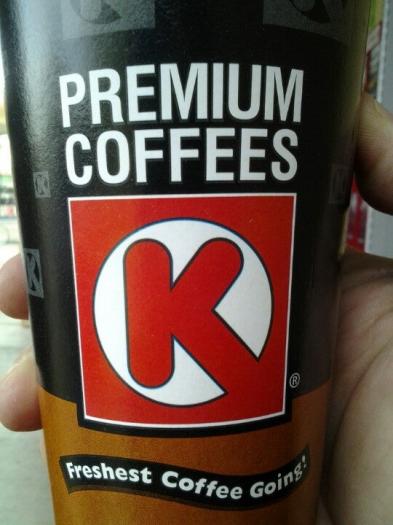 PREMIUM
COFFEES
K
®
Freshest Coffee Going!